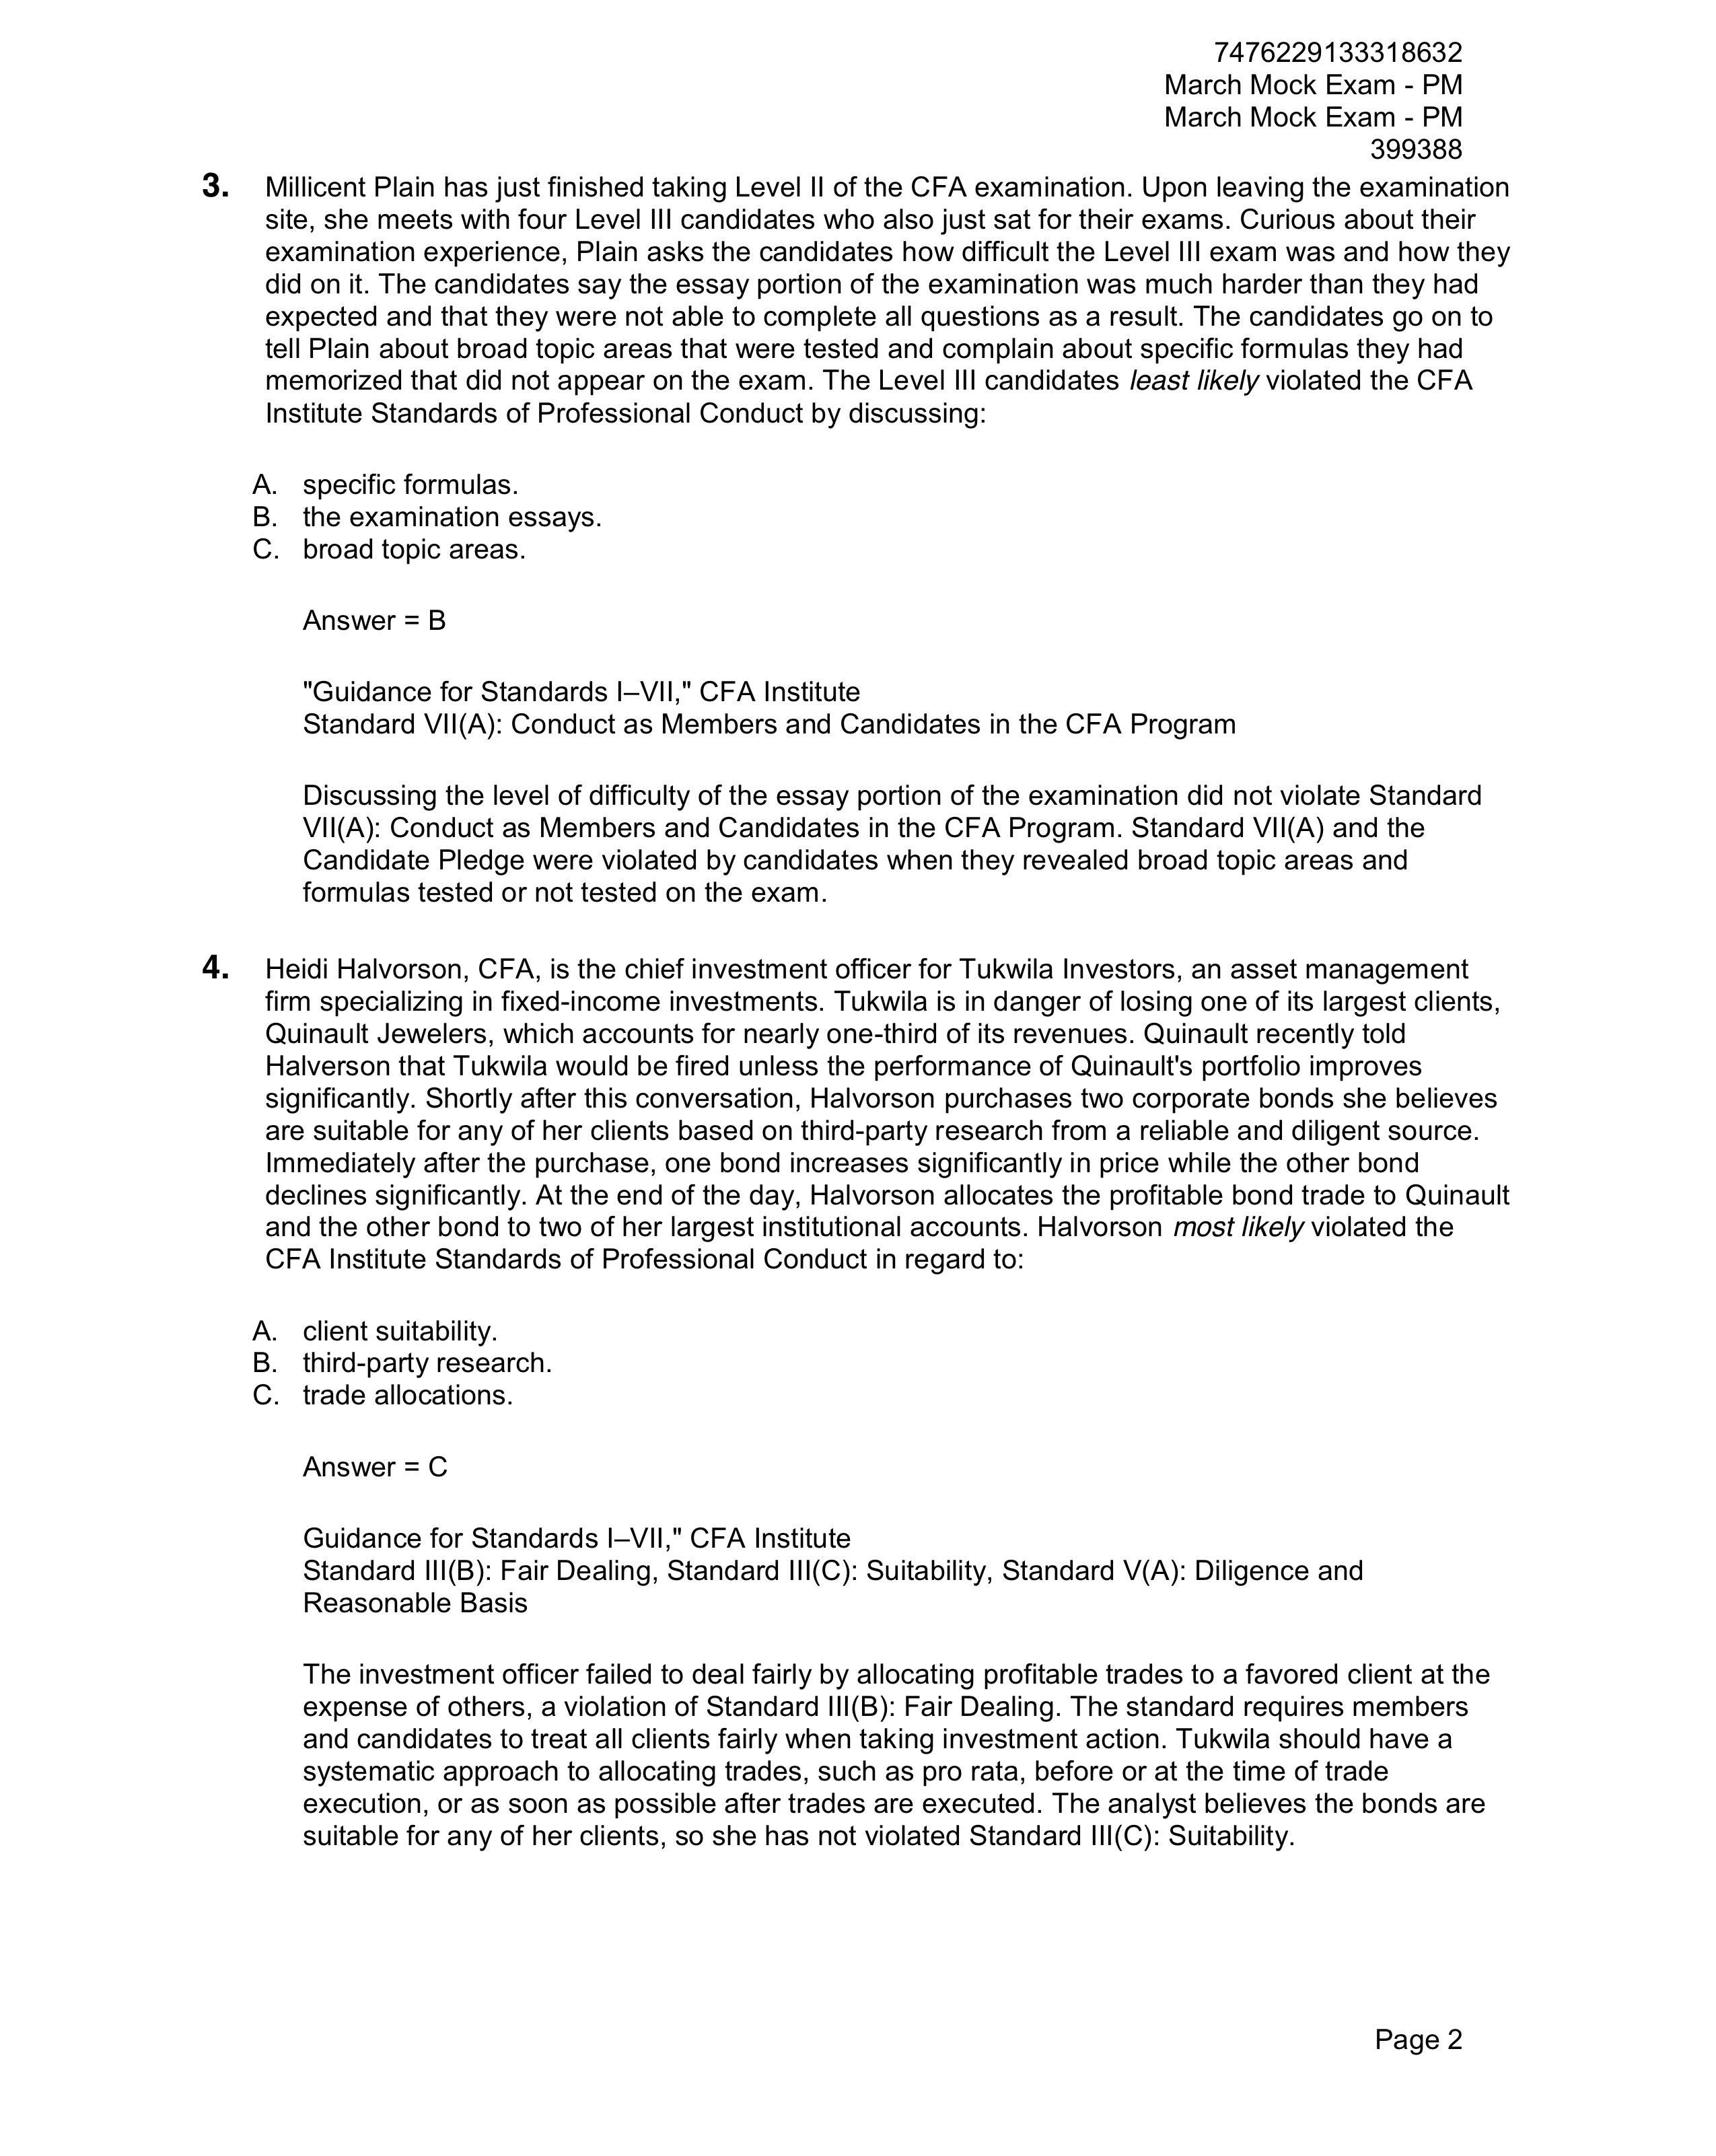 7476229133318632
March Mock Exam - PM
March Mock Exam - PM
399388
3. Millicent Plain has just finished taking Level II of the CFA examination. Upon leaving the examination
site, she meets with four Level III candidates who also just sat for their exams. Curious about their
examination experience, Plain asks the candidates how difficult the Level III exam was and how they
did on it. The candidates say the essay portion of the examination was much harder than they had
expected and that they were not able to complete all questions as a result. The candidates go on to
tell Plain about broad topic areas that were tested and complain about specific formulas they had
memorized that did not appear on the exam. The Level III candidates least likely violated the CFA
Institute Standards of Professional Conduct by discussing:
A. specific formulas.
B. the examination essays.
C. broad topic areas.
Answer = B
"Guidance for Standards I–VII," CFA Institute
Standard VII(A): Conduct as Members and Candidates in the CFA Program
Discussing the level of difficulty of the essay portion of the examination did not violate Standard
VII(A): Conduct as Members and Candidates in the CFA Program. Standard VII(A) and the
Candidate Pledge were violated by candidates when they revealed broad topic areas and
formulas tested or not tested on the exam.
4. Heidi Halvorson, CFA, is the chief investment officer for Tukwila Investors, an asset management
firm specializing in fixed-income investments. Tukwila is in danger of losing one of its largest clients,
Quinault Jewelers, which accounts for nearly one-third of its revenues. Quinault recently told
Halverson that Tukwila would be fired unless the performance of Quinault's portfolio improves
significantly. Shortly after this conversation, Halvorson purchases two corporate bonds she believes
are suitable for any of her clients based on third-party research from a reliable and diligent source.
Immediately after the purchase, one bond increases significantly in price while the other bond
declines significantly. At the end of the day, Halvorson allocates the profitable bond trade to Quinault
and the other bond to two of her largest institutional accounts. Halvorson most likely violated the
CFA Institute Standards of Professional Conduct in regard to:
A. client suitability.
B. third-party research.
C. trade allocations.
Answer = C
Guidance for Standards I–VII," CFA Institute
Standard III(B): Fair Dealing, Standard III(C): Suitability, Standard V(A): Diligence and
Reasonable Basis
The investment officer failed to deal fairly by allocating profitable trades to a favored client at the
expense of others, a violation of Standard III(B): Fair Dealing. The standard requires members
and candidates to treat all clients fairly when taking investment action. Tukwila should have a
systematic approach to allocating trades, such as pro rata, before or at the time of trade
execution, or as soon as possible after trades are executed. The analyst believes the bonds are
suitable for any of her clients, so she has not violated Standard III(C): Suitability.
Page 2